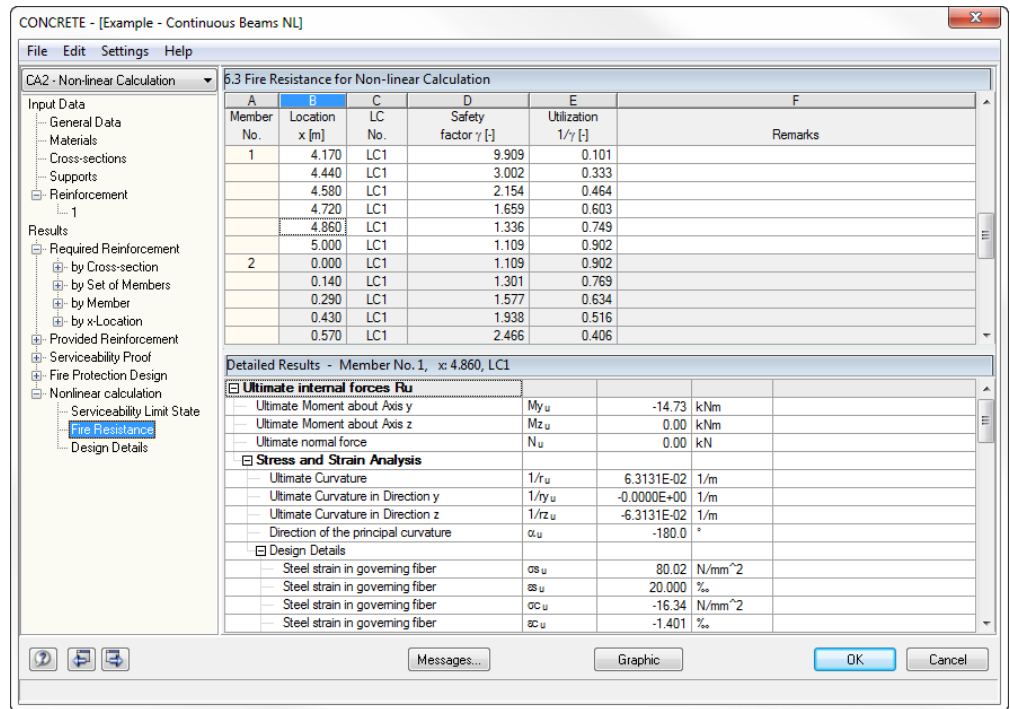 CONCRETE - [Example - Continuous Beams NL]
File Edit Settings Help
CA2 - Non-linear Calculation
Input Data
General Data
Materials
Cross-sections
Supports
Reinforcement
1
Results
Required Reinforcement
by Cross-section
by Set of Members
by Member
by x-Location
Provided Reinforcement
Serviceability Proof
Fire Protection Design
Nonlinear calculation
Serviceability Limit State
Fire Resistance
Design Details
6.3 Fire Resistance for Non-linear Calculation
A B C D E F
Member Location LC Safety Utilization
No. x [m] No. factor γ [-] 1/γ [-] Remarks
1 4.170 LC1 9.909 0.101
4.440 LC1 3.002 0.333
4.580 LC1 2.154 0.464
4.720 LC1 1.659 0.603
4.860 LC1 1.336 0.749
5.000 LC1 1.109 0.902
2 0.000 LC1 1.109 0.902
0.140 LC1 1.301 0.769
0.290 LC1 1.577 0.634
0.430 LC1 1.938 0.516
0.570 LC1 2.466 0.406
Detailed Results - Member No. 1, x: 4.860, LC1
Ultimate internal forces Ru
Ultimate Moment about Axis y My u -14.73 kNm
Ultimate Moment about Axis z Mz u 0.00 kNm
Ultimate normal force N u 0.00 kN
Stress and Strain Analysis
Ultimate Curvature 1/r u 6.3131E-02 1/m
Ultimate Curvature in Direction y 1/ry u -0.0000E+00 1/m
Ultimate Curvature in Direction z 1/rz u -6.3131E-02 1/m
Direction of the principal curvature α u -180.0 °
Design Details
Steel strain in governing fiber σs u 80.02 N/mm^2
Steel strain in governing fiber εs u 20.000 ‰
Steel strain in governing fiber σc u -16.34 N/mm^2
Steel strain in governing fiber εc u -1.401 ‰
Messages... Graphic OK Cancel